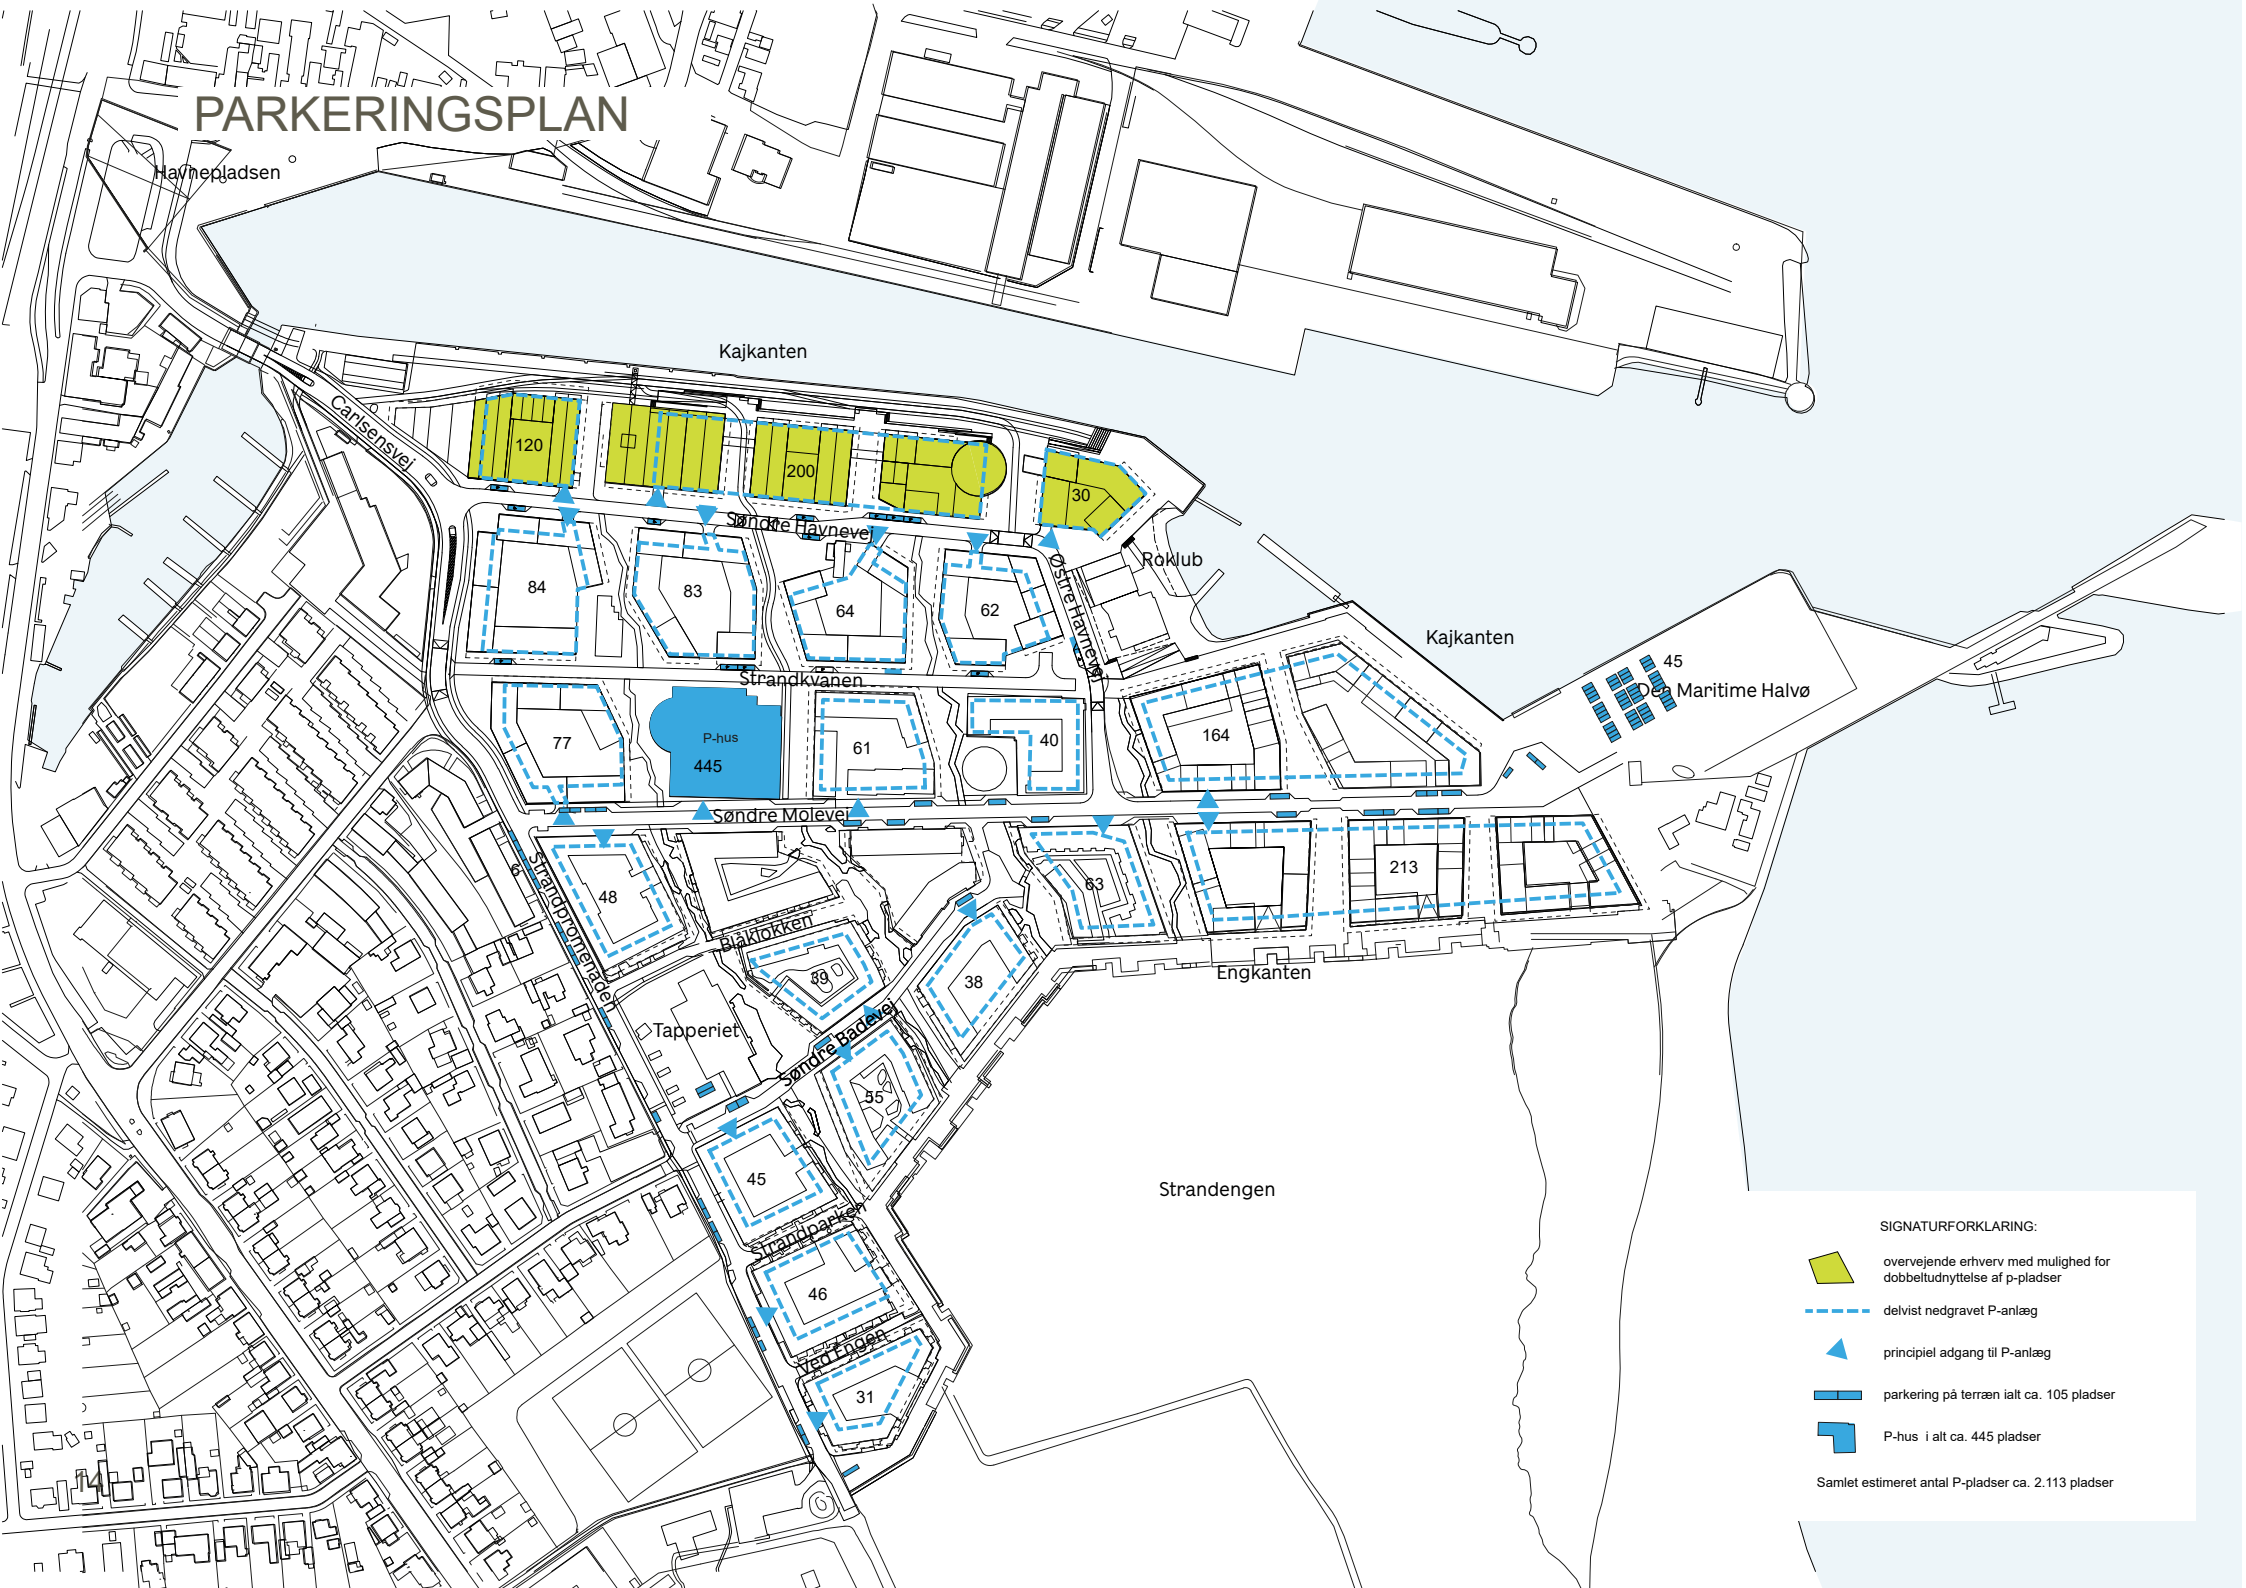 PARKERINGSPLAN
Havnepladsen
Kajkanten
Carlsensvej
120
200
30
Søndre Havnevej
Roklub
Østre Havnevej
84
83
64
62
Kajkanten
45
Den Maritime Halvø
Strandkvanen
77
P-hus
445
61
40
164
Søndre Molevej
6
Strandpromenaden
48
63
213
Blåklokken
39
38
Engkanten
Tapperiet
Søndre Badevej
55
45
Strandengen
Strandparken
46
Ved Engen
31
14
SIGNATURFORKLARING:
overvejende erhverv med mulighed for
dobbeltudnyttelse af p-pladser
delvist nedgravet P-anlæg
principiel adgang til P-anlæg
parkering på terræn ialt ca. 105 pladser
P-hus i alt ca. 445 pladser
Samlet estimeret antal P-pladser ca. 2.113 pladser